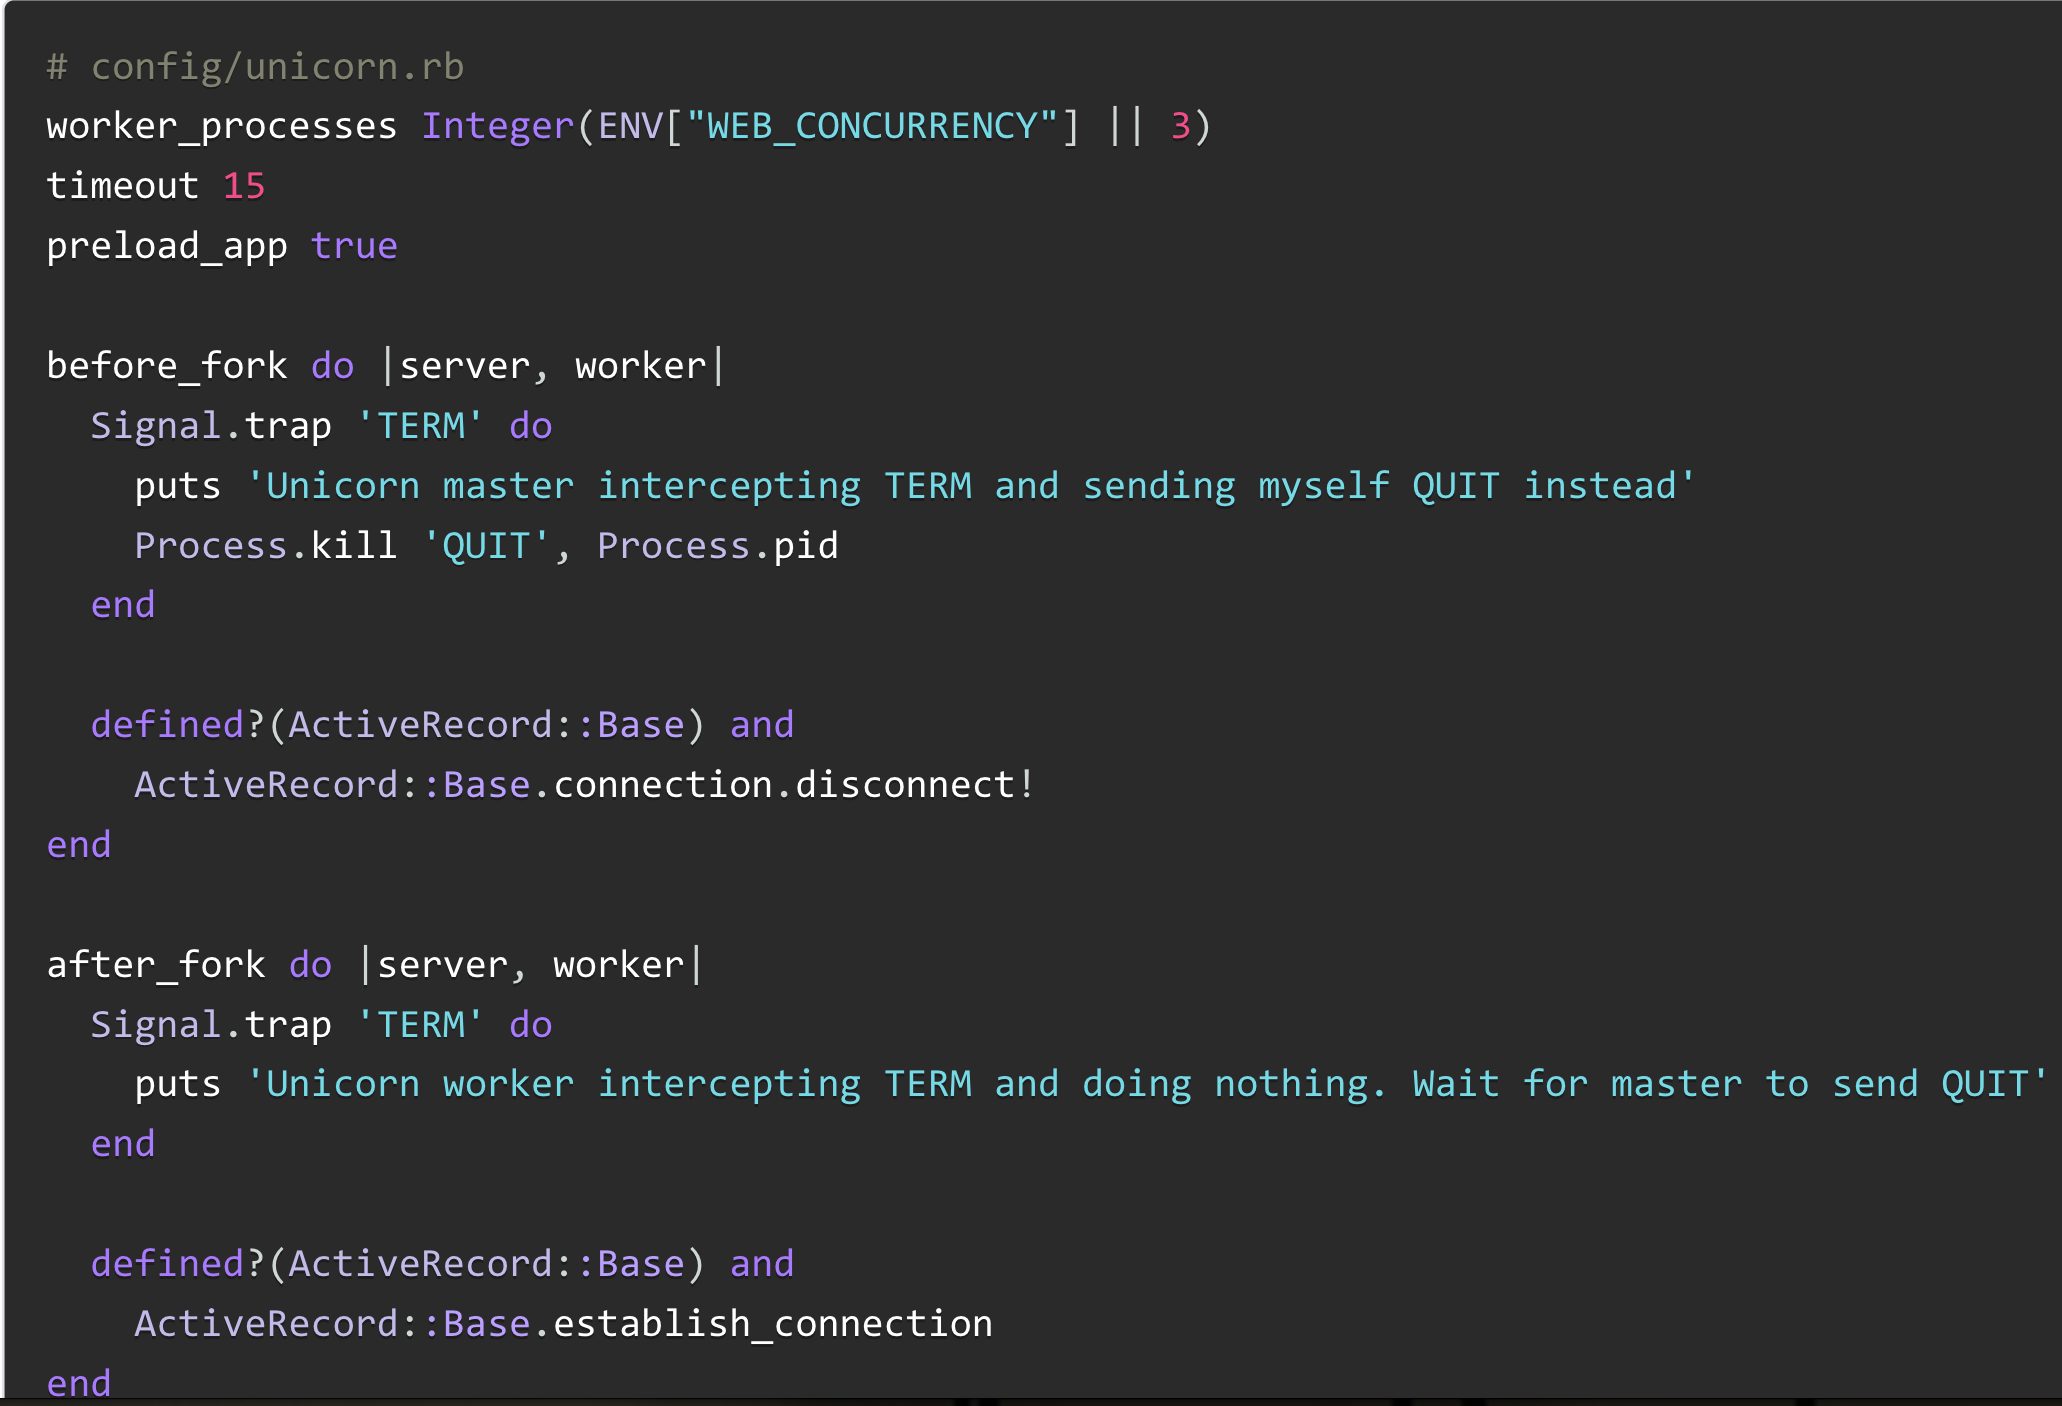 # config/unicorn.rb
worker_processes Integer(ENV["WEB_CONCURRENCY"] || 3)
timeout 15
preload_app true

before_fork do |server, worker|
  Signal.trap 'TERM' do
    puts 'Unicorn master intercepting TERM and sending myself QUIT instead'
    Process.kill 'QUIT', Process.pid
  end

  defined?(ActiveRecord::Base) and
    ActiveRecord::Base.connection.disconnect!
end

after_fork do |server, worker|
  Signal.trap 'TERM' do
    puts 'Unicorn worker intercepting TERM and doing nothing. Wait for master to send QUIT'
  end

  defined?(ActiveRecord::Base) and
    ActiveRecord::Base.establish_connection
end